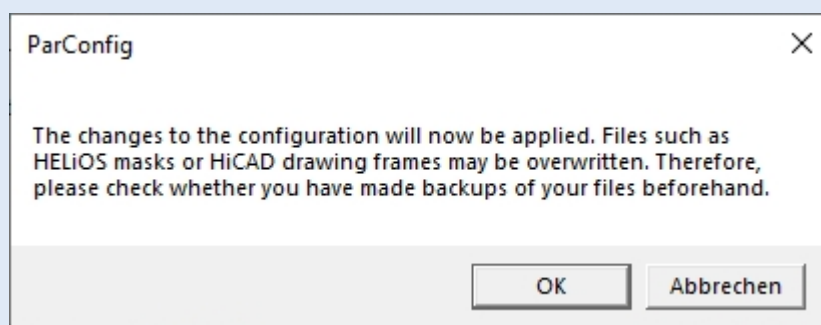 ParConfig
The changes to the configuration will now be applied. Files such as
HELiOS masks or HiCAD drawing frames may be overwritten. Therefore,
please check whether you have made backups of your files beforehand.
OK
Abbrechen